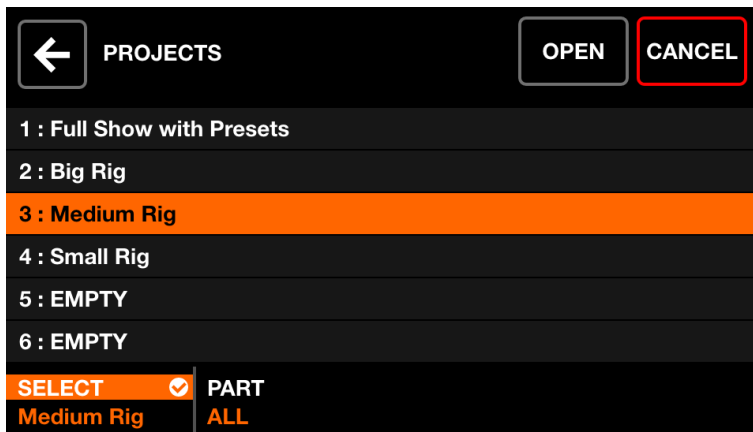 PROJECTS OPEN CANCEL
1 : Full Show with Presets
2 : Big Rig
3 : Medium Rig
4 : Small Rig
5 : EMPTY
6 : EMPTY
SELECT PART
Medium Rig ALL